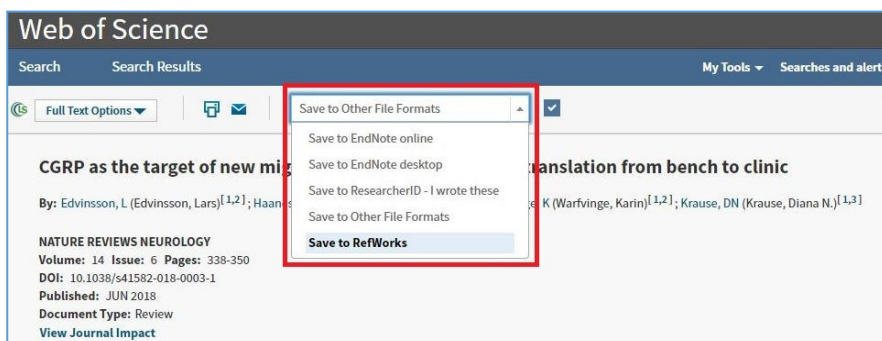 Web of Science
Search Search Results My Tools Searches and alert
Full Text Options Save to Other File Formats
Save to EndNote online
Save to EndNote desktop
Save to ResearcherID - I wrote these
Save to Other File Formats
Save to RefWorks
CGRP as the target of new mig ranslation from bench to clinic
By: Edvinsson, L (Edvinsson, Lars)[ 1,2 ] ; Haan K (Warfvinge, Karin)[ 1,2 ] ; Krause, DN (Krause, Diana N.)[ 1,3 ]
NATURE REVIEWS NEUROLOGY
Volume: 14 Issue: 6 Pages: 338-350
DOI: 10.1038/s41582-018-0003-1
Published: JUN 2018
Document Type: Review
View Journal Impact